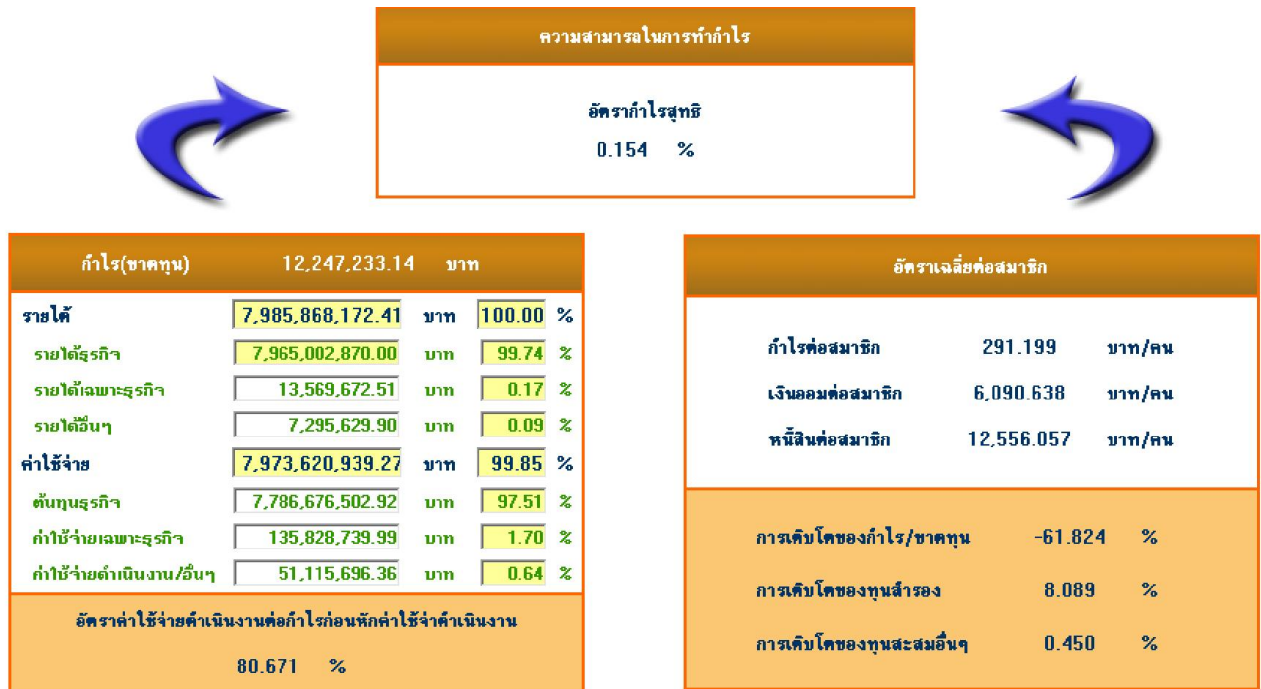 ความสามารถในการทำกำไร
อัตรากำไรสุทธิ
0.154 %
กำไร(ขาดทุน) 12,247,233.14 บาท
รายได้ 7,985,868,172.41 บาท 100.00 %
รายได้ธุรกิจ 7,965,002,870.00 บาท 99.74 %
รายได้เฉพาะธุรกิจ 13,569,672.51 บาท 0.17 %
รายได้อื่นๆ 7,295,629.90 บาท 0.09 %
ค่าใช้จ่าย 7,973,620,939.27 บาท 99.85 %
ต้นทุนธุรกิจ 7,786,676,502.92 บาท 97.51 %
ค่าใช้จ่ายเฉพาะธุรกิจ 135,828,739.99 บาท 1.70 %
ค่าใช้จ่ายดำเนินงาน/อื่นๆ 51,115,696.36 บาท 0.64 %
อัตราค่าใช้จ่ายดำเนินงานต่อกำไรก่อนหักค่าใช้จ่าดำเนินงาน
80.671 %
อัตราเฉลี่ยต่อสมาชิก
กำไรต่อสมาชิก 291.199 บาท/คน
เงินออมต่อสมาชิก 6,090.638 บาท/คน
หนี้สินต่อสมาชิก 12,556.057 บาท/คน
การเติบโตของกำไร/ขาดทุน -61.824 %
การเติบโตของทุนสำรอง 8.089 %
การเติบโตของทุนสะสมอื่นๆ 0.450 %